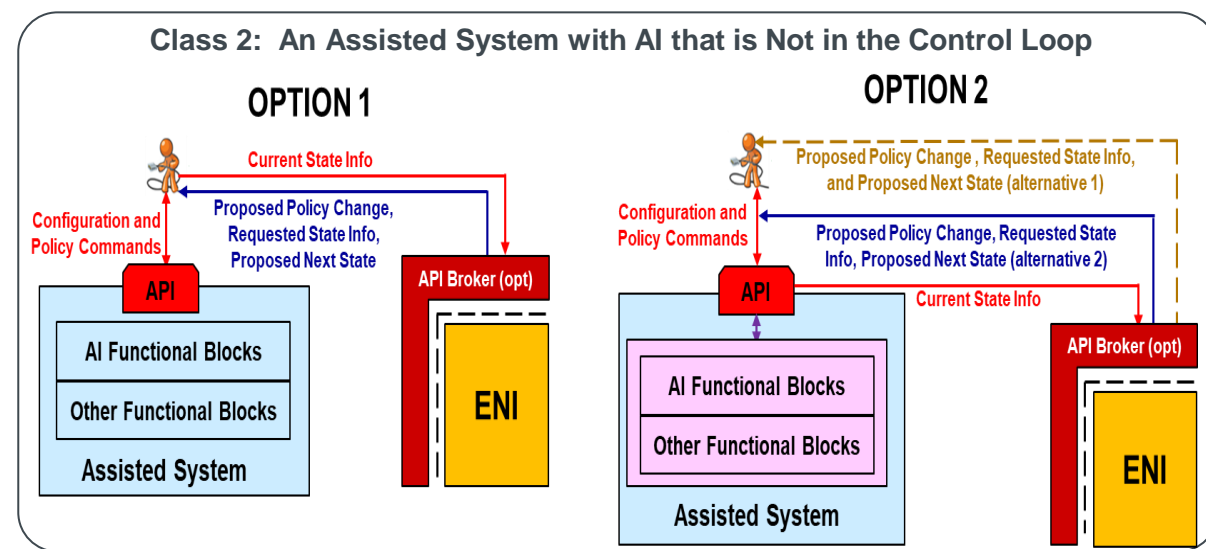 Class 2: An Assisted System with AI that is Not in the Control Loop
OPTION 1
Current State Info
Configuration and
Policy Commands
Proposed Policy Change,
Requested State Info,
Proposed Next State
API
API Broker (opt)
AI Functional Blocks
Other Functional Blocks
Assisted System
ENI
OPTION 2
Proposed Policy Change , Requested State Info,
and Proposed Next State (alternative 1)
Configuration and
Policy Commands
Proposed Policy Change, Requested State
Info, Proposed Next State (alternative 2)
API
Current State Info
API Broker (opt)
AI Functional Blocks
Other Functional Blocks
Assisted System
ENI